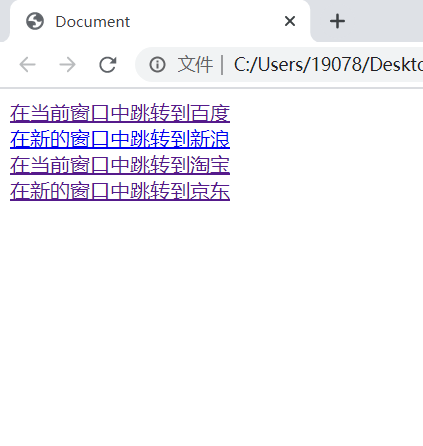 Document
文件 | C:/Users/19078/Deskto
在当前窗口中跳转到百度
在新的窗口中跳转到新浪
在当前窗口中跳转到淘宝
在新的窗口中跳转到京东